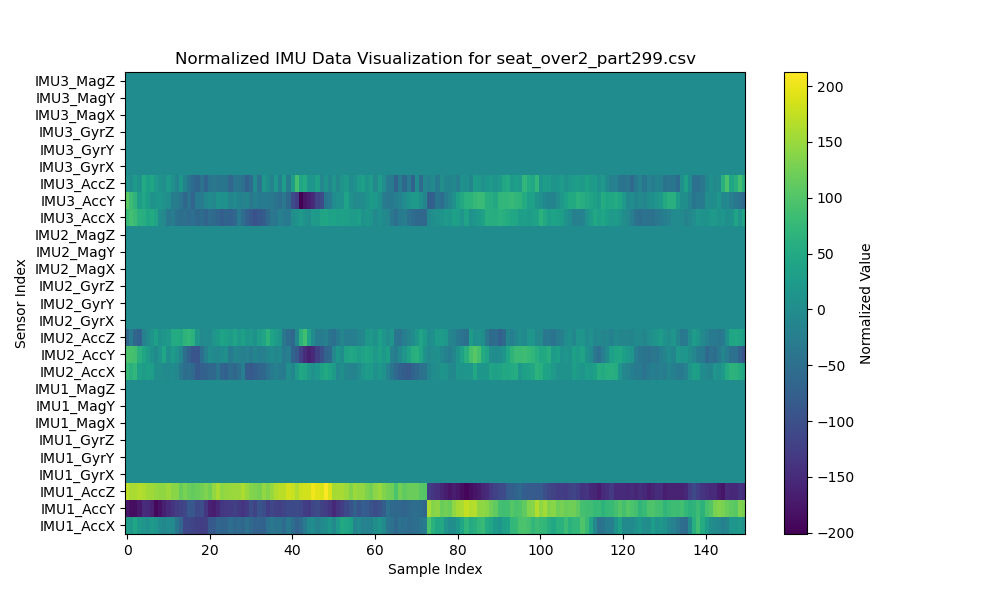 Normalized IMU Data Visualization for seat_over2_part299.csv
IMU3_MagZ
IMU3_MagY
IMU3_MagX
IMU3_GyrZ
IMU3_GyrY
IMU3_GyrX
IMU3_AccZ
IMU3_AccY
IMU3_AccX
IMU2_MagZ
IMU2_MagY
IMU2_MagX
IMU2_GyrZ
IMU2_GyrY
IMU2_GyrX
IMU2_AccZ
IMU2_AccY
IMU2_AccX
IMU1_MagZ
IMU1_MagY
IMU1_MagX
IMU1_GyrZ
IMU1_GyrY
IMU1_GyrX
IMU1_AccZ
IMU1_AccY
IMU1_AccX
Sensor Index
0 20 40 60 80 100 120 140
Sample Index
200
150
100
50
0
−50
−100
−150
−200
Normalized Value